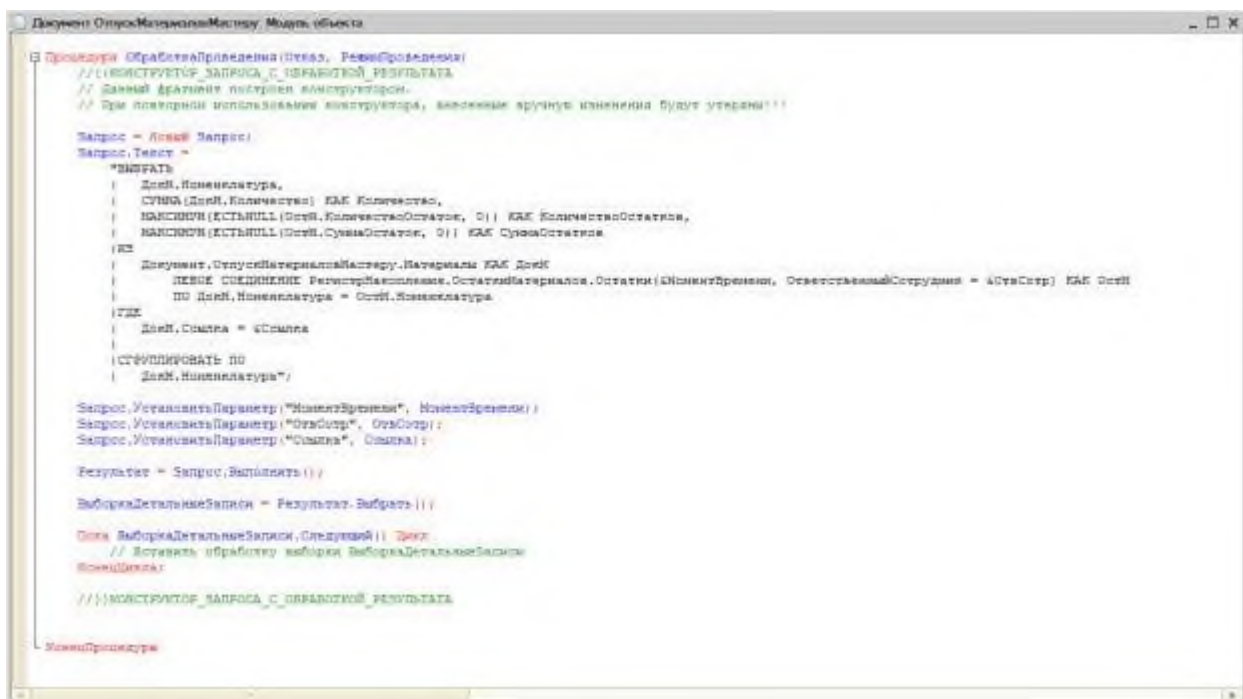 Документ ОтпускМатериаловМастеру: Модуль объекта
Процедура ОбработкаПроведения(Отказ, РежимПроведения)
//{{КОНСТРУКТОР_ЗАПРОСА_С_ОБРАБОТКОЙ_РЕЗУЛЬТАТА
// Данный фрагмент построен конструктором.
// При повторном использовании конструктора, внесенные вручную изменения будут утеряны!!!
Запрос = Новый Запрос;
Запрос.Текст =
"ВЫБРАТЬ
| ДокМ.Номенклатура,
| СУММА(ДокМ.Количество) КАК Количество,
| МАКСИМУМ(ЕСТЬNULL(ОстМ.КоличествоОстаток, 0)) КАК КоличествоОстатков,
| МАКСИМУМ(ЕСТЬNULL(ОстМ.СуммаОстаток, 0)) КАК СуммаОстатков
|ИЗ
| Документ.ОтпускМатериаловМастеру.Материалы КАК ДокМ
| ЛЕВОЕ СОЕДИНЕНИЕ РегистрНакопления.ОстаткиМатериалов.Остатки(&МоментВремени, ОтветственныйСотрудник = &ОтвСотр) КАК ОстМ
| ПО ДокМ.Номенклатура = ОстМ.Номенклатура
|ГДЕ
| ДокМ.Ссылка = &Ссылка
|
|СГРУППИРОВАТЬ ПО
| ДокМ.Номенклатура";
Запрос.УстановитьПараметр("МоментВремени", МоментВремени);
Запрос.УстановитьПараметр("ОтвСотр", ОтвСотр);
Запрос.УстановитьПараметр("Ссылка", Ссылка);
Результат = Запрос.Выполнить();
ВыборкаДетальныеЗаписи = Результат.Выбрать();
Пока ВыборкаДетальныеЗаписи.Следующий() Цикл
// Вставить обработку выборки ВыборкаДетальныеЗаписи
КонецЦикла;
//}}КОНСТРУКТОР_ЗАПРОСА_С_ОБРАБОТКОЙ_РЕЗУЛЬТАТА
КонецПроцедуры